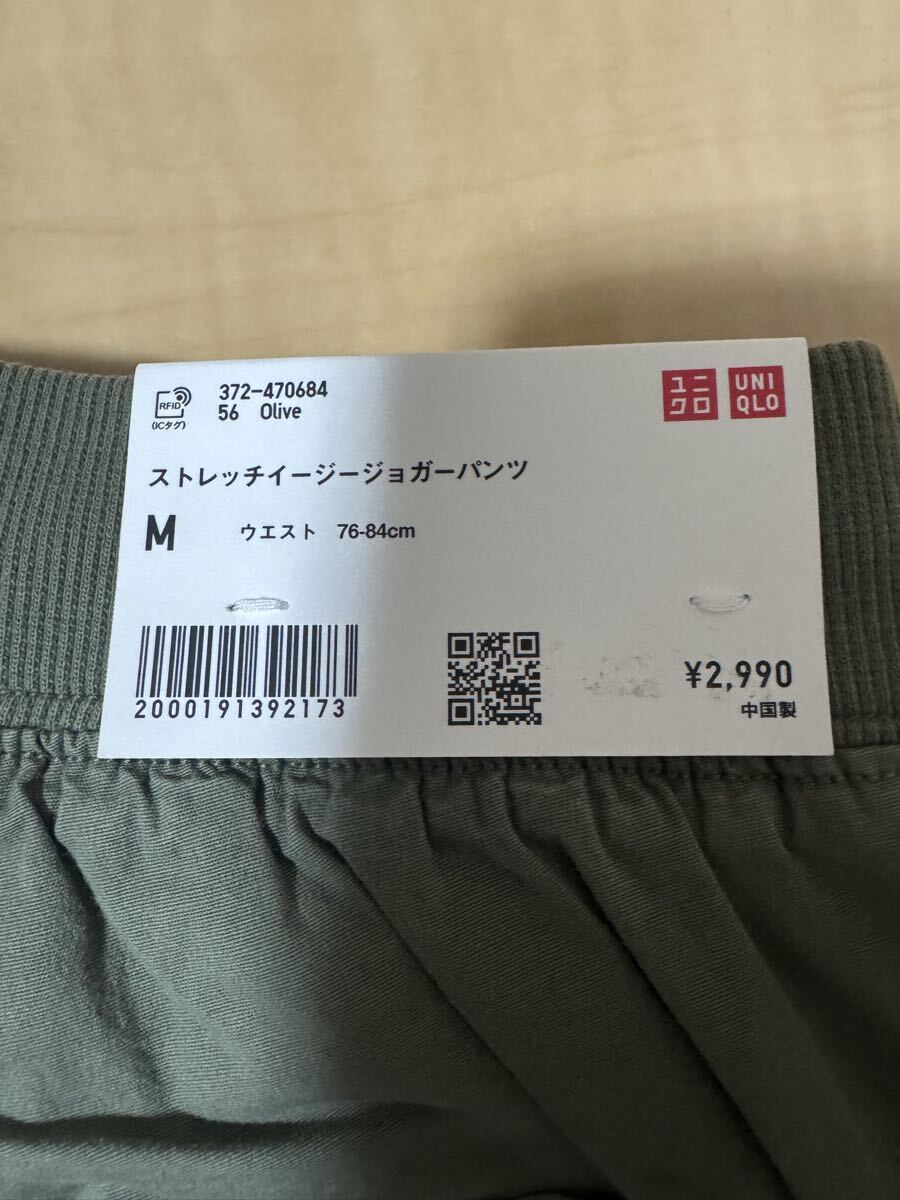 RFID
(ICタグ)
372-470684
56 Olive
ユニ
クロ
UNI
QLO
ストレッチイージージョガーパンツ
M ウエスト 76-84cm
2000191392173
¥2,990
中国製